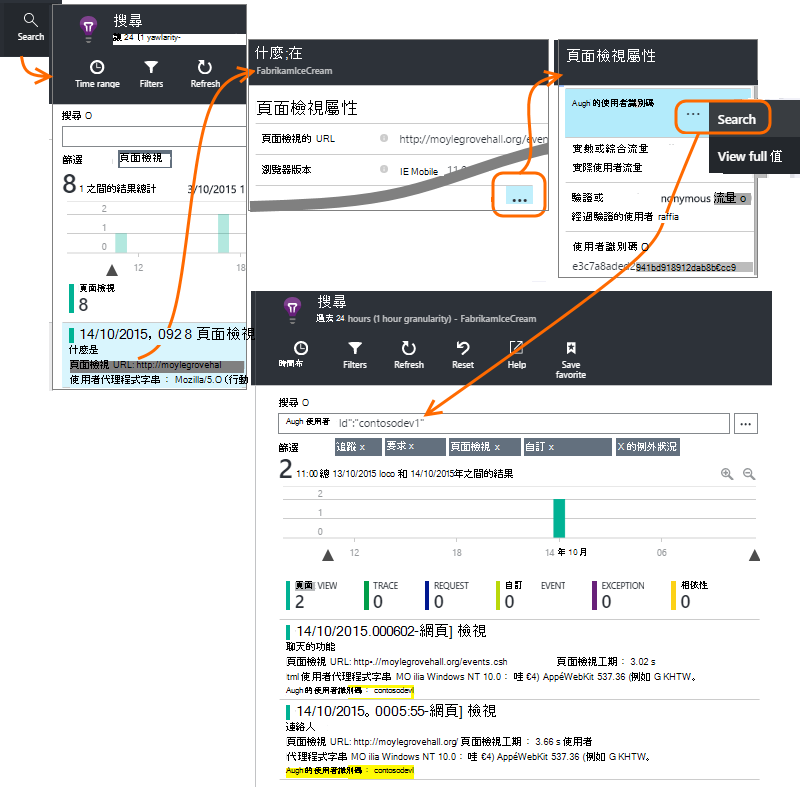 Search
搜尋
24 (1 yawlarity-
Time range
Filters
Refresh
搜尋 O
篩選
頁面檢視
8 1 之間的結果總計
3/10/2015 1
2
1
0
12
18
頁面檢視
8
14/10/2015， 092 8 頁面檢視
什麼是
頁面檢視 URL: http://moylegrovehal
使用者代理程式字串： Mozilla/5.O (行動
什麼;在
FabrikamIceCream
頁面檢視屬性
頁面檢視的 URL
http://moylegrovehall.org/even
瀏覽器版本
IE Mobile
...
頁面檢視屬性
Augh 的使用者識別碼
...
Search
View full 值
實數或綜合流量
實際使用者流量
驗證或
nonymous 流量 o
經過驗證的使用者 raffia
使用者識別碼 O
e3c7a8aded2941bd918912dab8b€cc9
搜尋
過去 24 hours (1 hour granularity) - FabrikamIceCream
時間布
Filters
Refresh
Reset
Help
Save
favorite
搜尋 O
Augh 使用者 Id":"contosodev1"
...
篩選
追蹤 x
要求 x
頁面檢視 x
自訂 x
X 的例外狀況
2 11:00 總 13/10/2015 loco 和 14/10/2015年之間的結果
2
1
0
12
18
14 年 10 月
06
頁面 VIEW
2
TRACE
0
REQUEST
0
自訂 EVENT
0
EXCEPTION
0
相依性
0
14/10/2015.000602-網頁] 檢視
聊天的功能
頁面檢視 URL: http•.//moylegrovehall.org/events.csh
頁面檢視工期： 3.02 s
tml 使用者代理程式字串 MO ilia Windows NT 10.0： 哇 €4) AppéWebKit 537.36 (例如 G KHTW。
Augh 的使用者識別碼： contosodevl
14/10/2015。 0005:55-網頁] 檢視
連絡人
頁面檢視 URL: http://moylegrovehall.org/ 頁面檢視工期： 3.66 s 使用者
代理程式字串 MO ilia Windows NT 10.0： 哇 €4) AppéWebKit 537.36 (例如 G KHTW。
Augh 的使用者識別碼： contosodevl